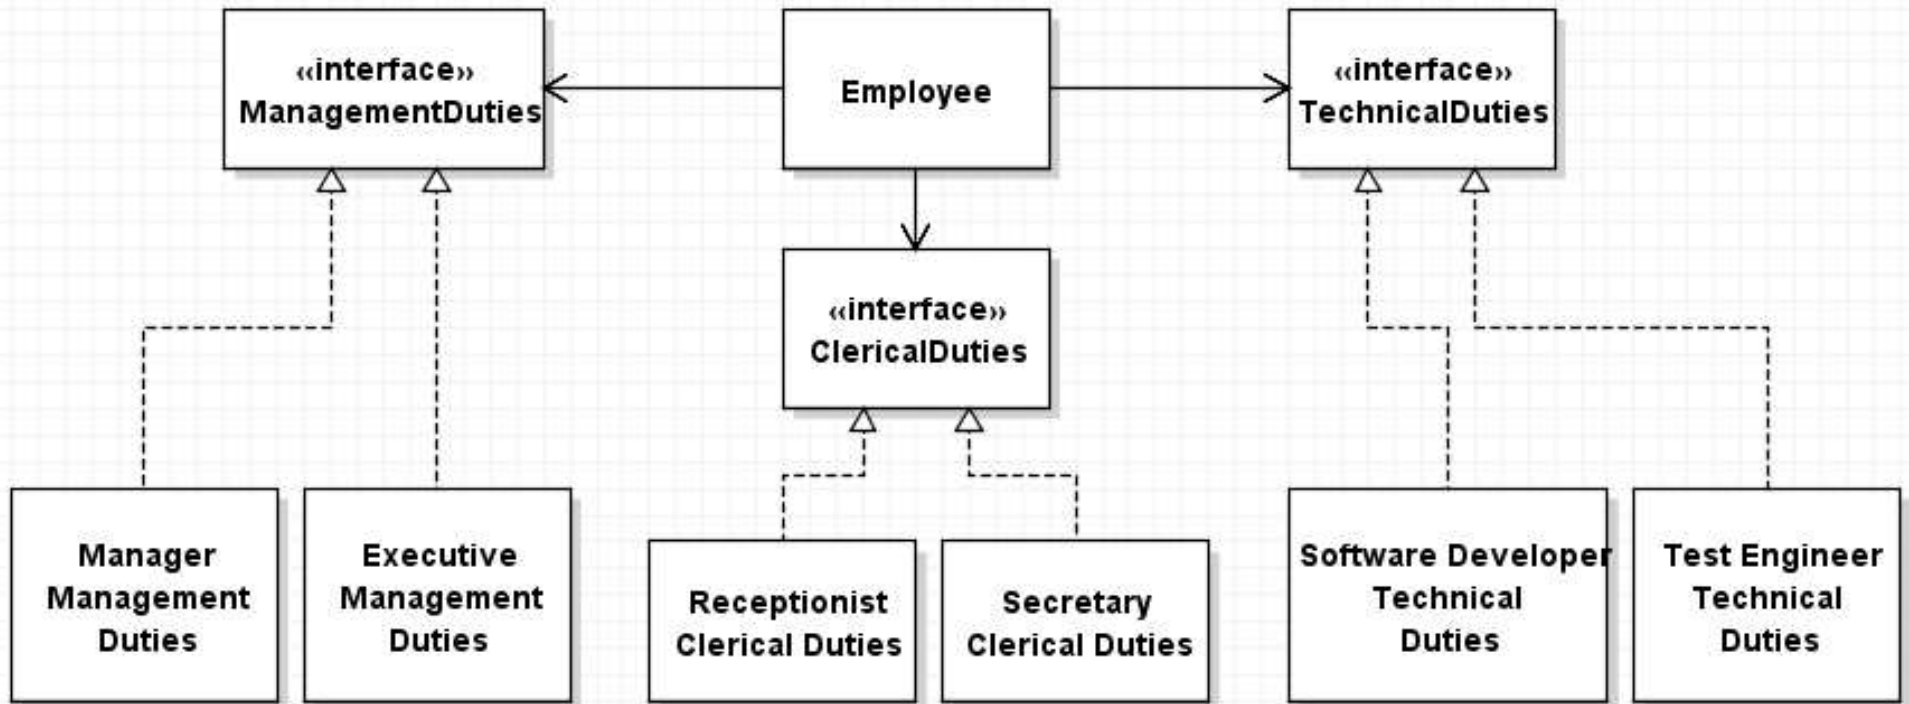 «interface»
ManagementDuties
Employee
«interface»
TechnicalDuties
«interface»
ClericalDuties
Manager
Management
Duties
Executive
Management
Duties
Receptionist
Clerical Duties
Secretary
Clerical Duties
Software Developer
Technical
Duties
Test Engineer
Technical
Duties